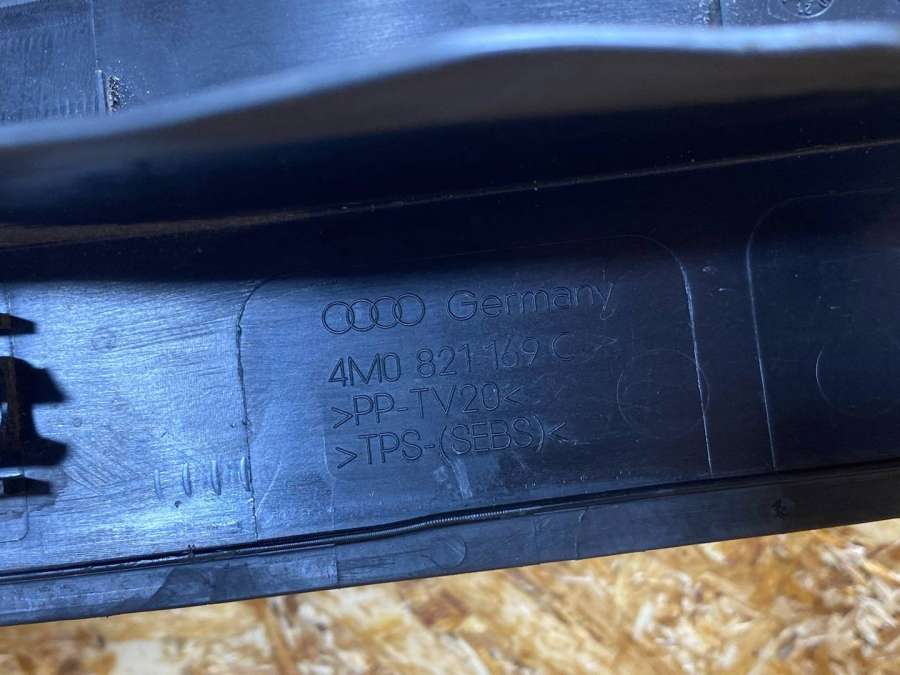 Germany
4M0 821 169 C
>PP-TV20<
>TPS-(SEBS)<